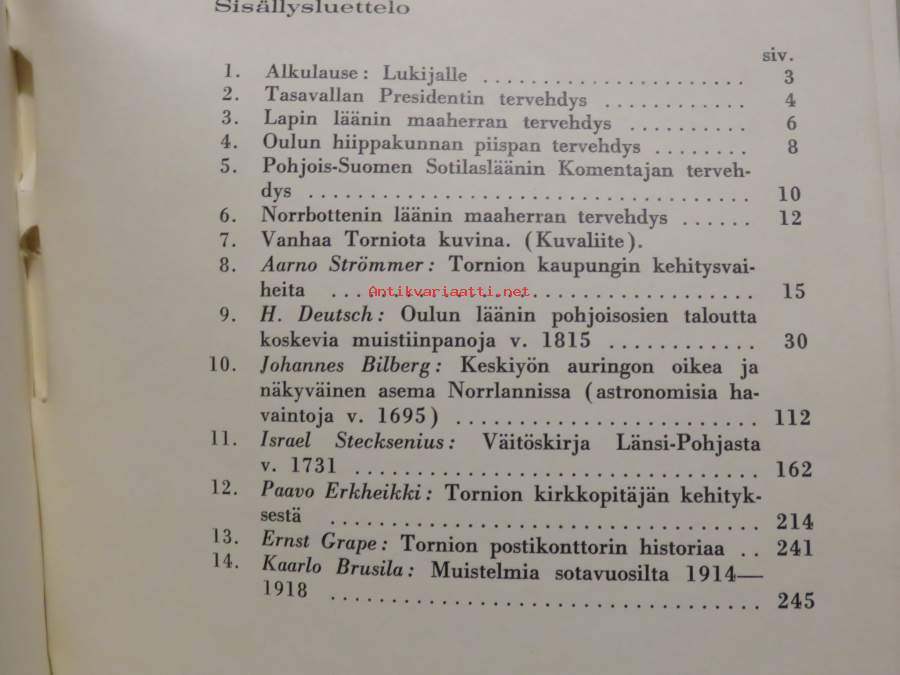 Sisällysluettelo
siv.
1. Alkulause: Lukijalle ...................... 3
2. Tasavallan Presidentin tervehdys ............ 4
3. Lapin läänin maaherran tervehdys .......... 6
4. Oulun hiippakunnan piispan tervehdys ........ 8
5. Pohjois-Suomen Sotilasläänin Komentajan terveh-
dys ...................................... 10
6. Norrbottenin läänin maaherran tervehdys ...... 12
7. Vanhaa Torniota kuvina. (Kuvaliite).
8. Aarno Strömmer: Tornion kaupungin kehitysvai-
heita .................................... 15
Antikvariaatti.net
9. H. Deutsch: Oulun läänin pohjoisosien taloutta
koskevia muistiinpanoja v. 1815 ............. 30
10. Johannes Bilberg: Keskiyön auringon oikea ja
näkyväinen asema Norrlannissa (astronomisia ha-
vaintoja v. 1695) .......................... 112
11. Israel Stecksenius: Väitöskirja Länsi-Pohjasta
v. 1731 .................................. 162
12. Paavo Erkheikki: Tornion kirkkopitäjän kehityk-
sestä .................................... 214
13. Ernst Grape: Tornion postikonttorin historiaa .. 241
14. Kaarlo Brusila: Muistelmia sotavuosilta 1914—
1918 .................................... 245